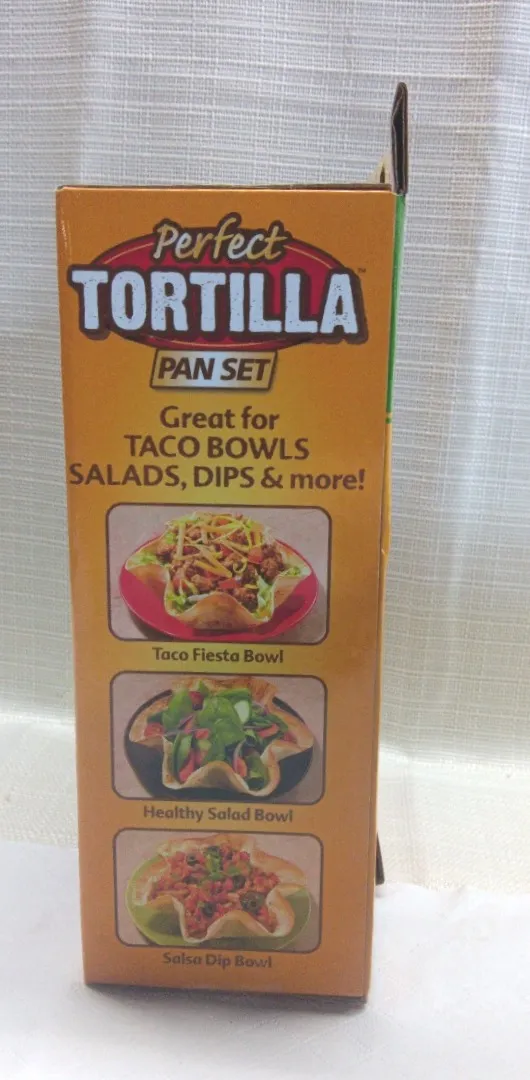 Perfect
TORTILLA™
PAN SET
Great for
TACO BOWLS
SALADS, DIPS & more!
Taco Fiesta Bowl
Healthy Salad Bowl
Salsa Dip Bowl